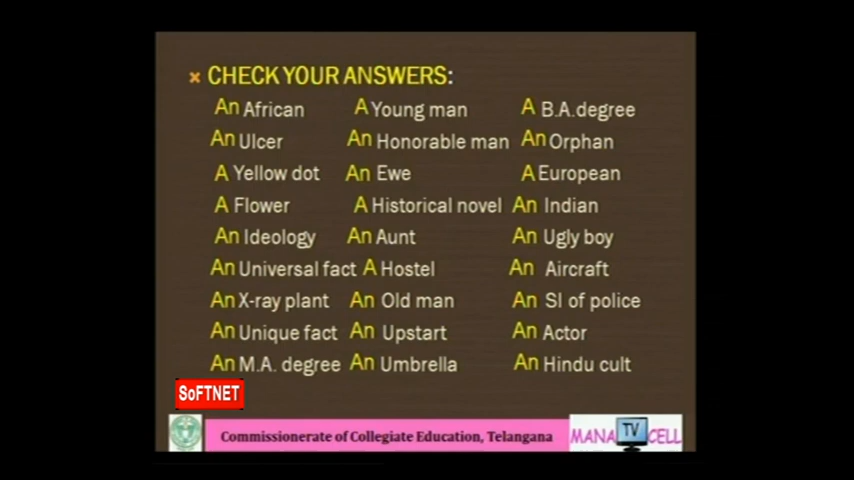 CHECK YOUR ANSWERS:
An African A Young man A B.A.degree
An Ulcer An Honorable man An Orphan
A Yellow dot An Ewe A European
A Flower A Historical novel An Indian
An Ideology An Aunt An Ugly boy
An Universal fact A Hostel An Aircraft
An X-ray plant An Old man An SI of police
An Unique fact An Upstart An Actor
An M.A. degree An Umbrella An Hindu cult
SoFTNET
Commissionerate of Collegiate Education, Telangana
MANA TV CELL